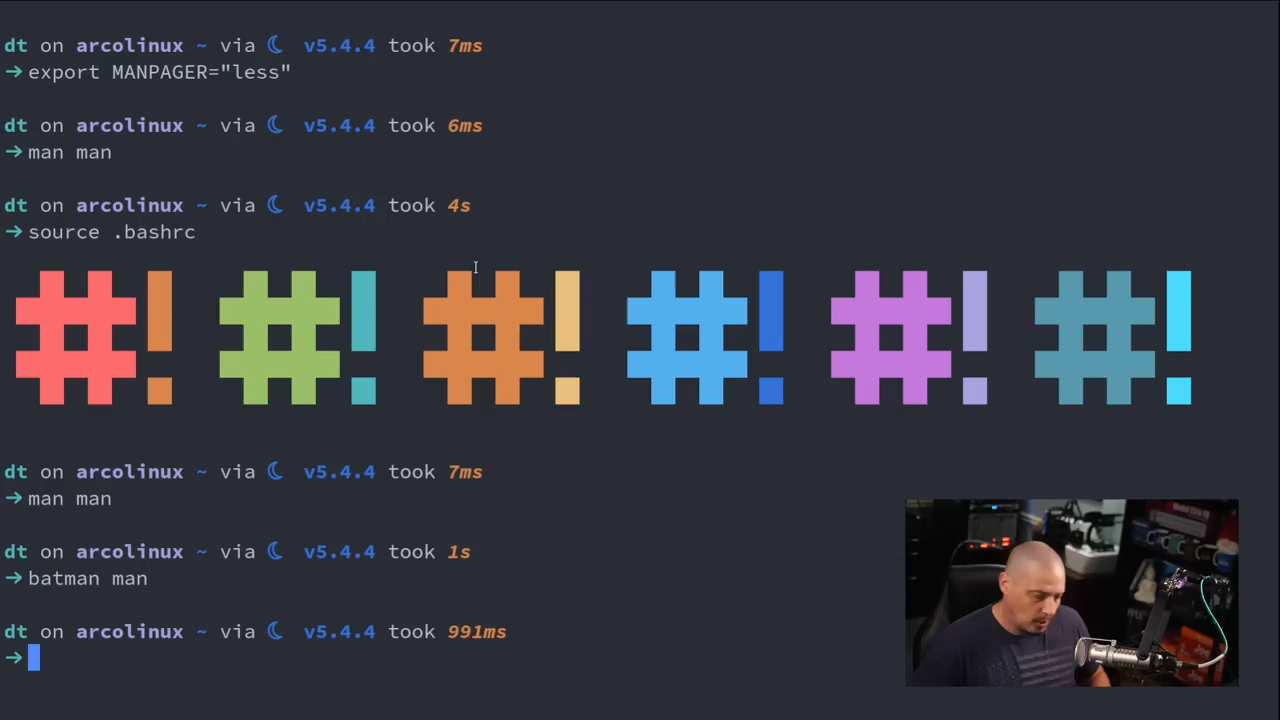 dt on arcolinux ~ via ☾ v5.4.4 took 7ms
→ export MANPAGER="less"
dt on arcolinux ~ via ☾ v5.4.4 took 6ms
→ man man
dt on arcolinux ~ via ☾ v5.4.4 took 4s
→ source .bashrc
#! #! #! #! #! #!
dt on arcolinux ~ via ☾ v5.4.4 took 7ms
→ man man
dt on arcolinux ~ via ☾ v5.4.4 took 1s
→ batman man
dt on arcolinux ~ via ☾ v5.4.4 took 991ms
→